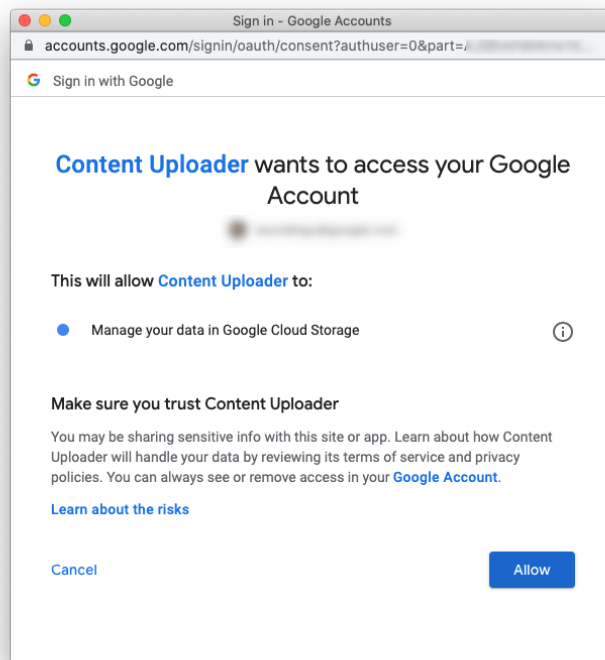 Sign in - Google Accounts
accounts.google.com/signin/oauth/consent?authuser=0&part=
Sign in with Google
Content Uploader wants to access your Google
Account
This will allow Content Uploader to:
Manage your data in Google Cloud Storage
Make sure you trust Content Uploader
You may be sharing sensitive info with this site or app. Learn about how Content
Uploader will handle your data by reviewing its terms of service and privacy
policies. You can always see or remove access in your Google Account.
Learn about the risks
Cancel
Allow